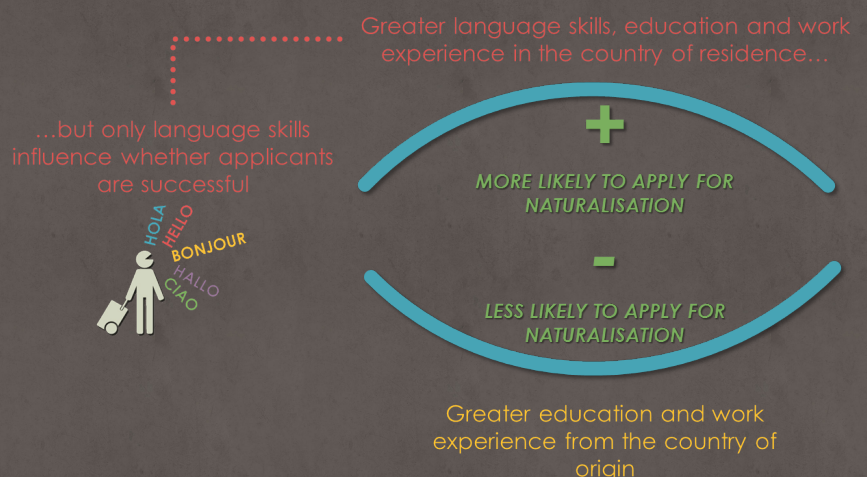 Greater language skills, education and work
experience in the country of residence...
...but only language skills
influence whether applicants
are successful
HOLA
HELLO
BONJOUR
HALLO
CIAO
+
MORE LIKELY TO APPLY FOR
NATURALISATION
-
LESS LIKELY TO APPLY FOR
NATURALISATION
Greater education and work
experience from the country of
origin